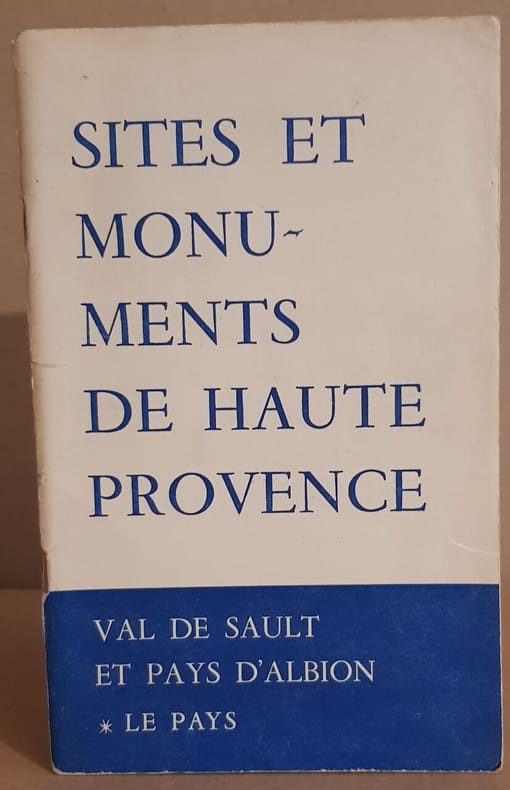 SITES ET
MONU-
MENTS
DE HAUTE
PROVENCE
VAL DE SAULT
ET PAYS D'ALBION
* LE PAYS